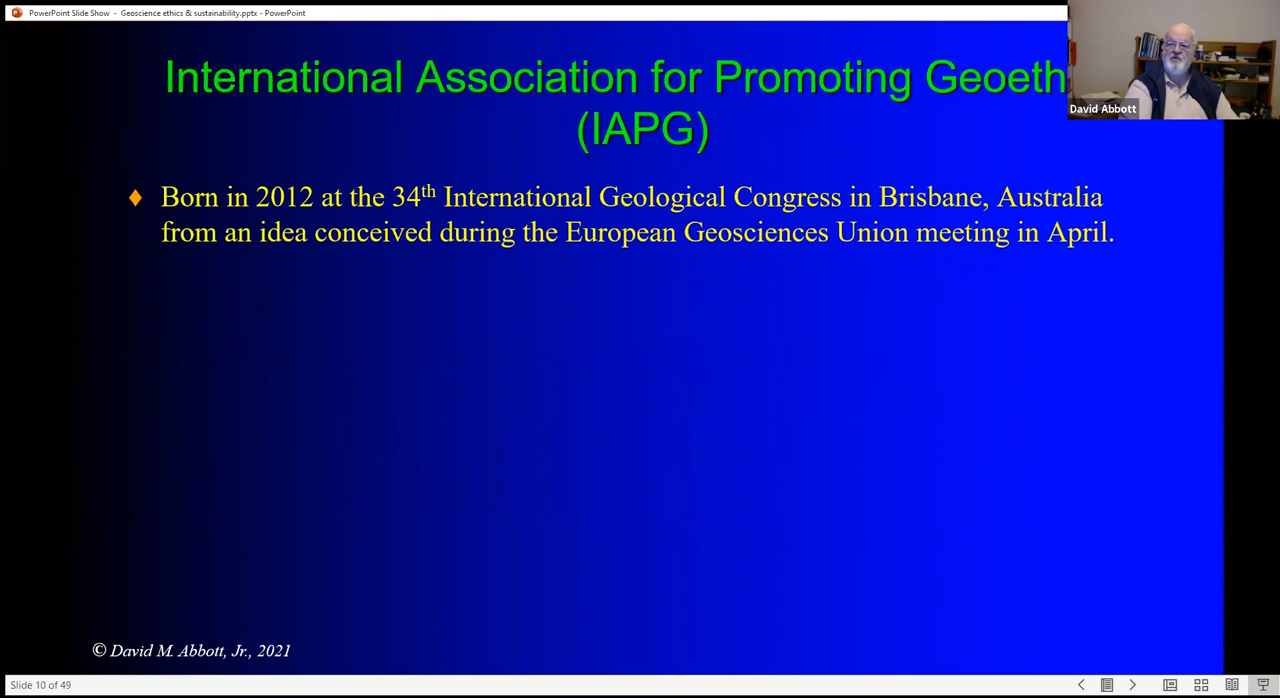 PowerPoint Slide Show - Geoscience ethics & sustainability.pptx - PowerPoint
International Association for Promoting Geoeth
(IAPG)
David Abbott
♦ Born in 2012 at the 34th International Geological Congress in Brisbane, Australia
from an idea conceived during the European Geosciences Union meeting in April.
© David M. Abbott, Jr., 2021
Slide 10 of 49